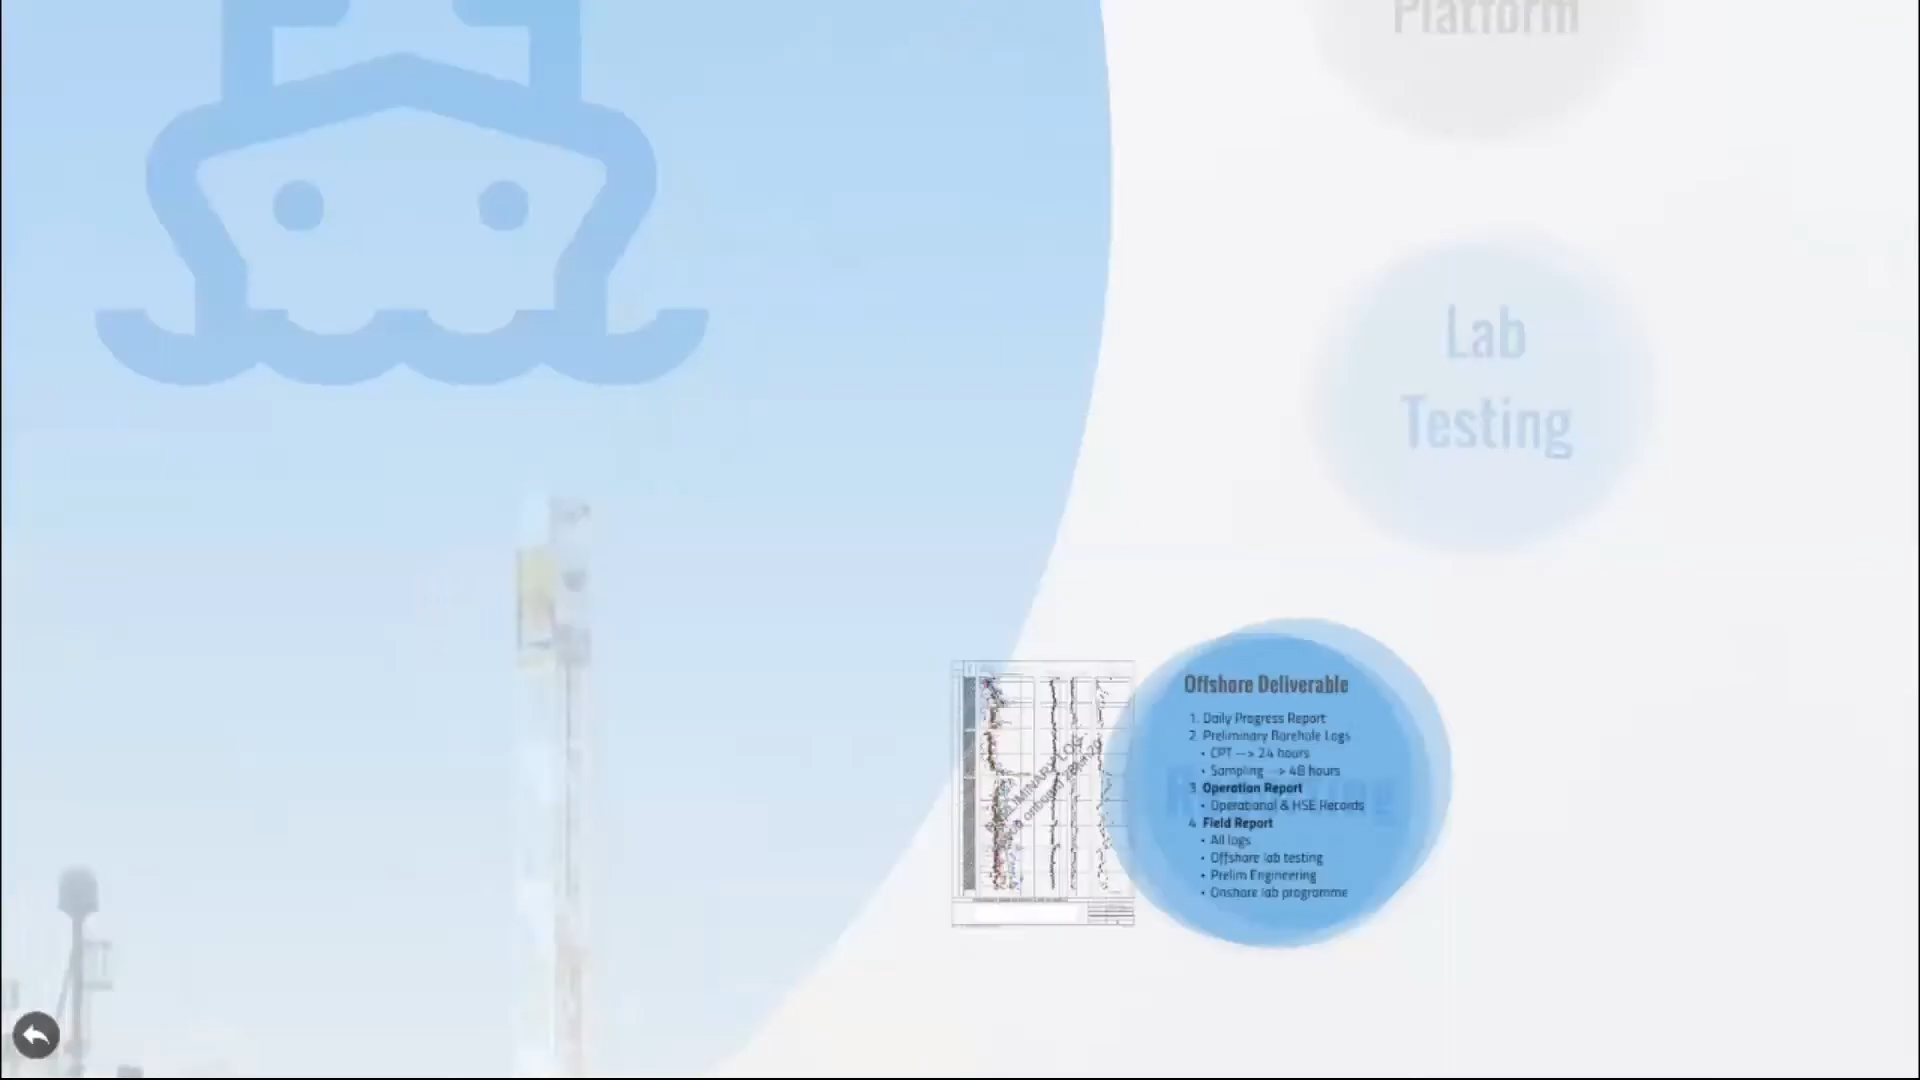 Platform
Lab
Testing
Offshore Deliverable
1. Daily Progress Report
2. Preliminary Borehole Logs
• CPT --> 24 hours
• Sampling --> 48 hours
3. Operation Report
• Operational & HSE Records
4. Field Report
• All logs
• Offshore lab testing
• Prelim Engineering
• Onshore lab programme
PRELIMINARY LOG